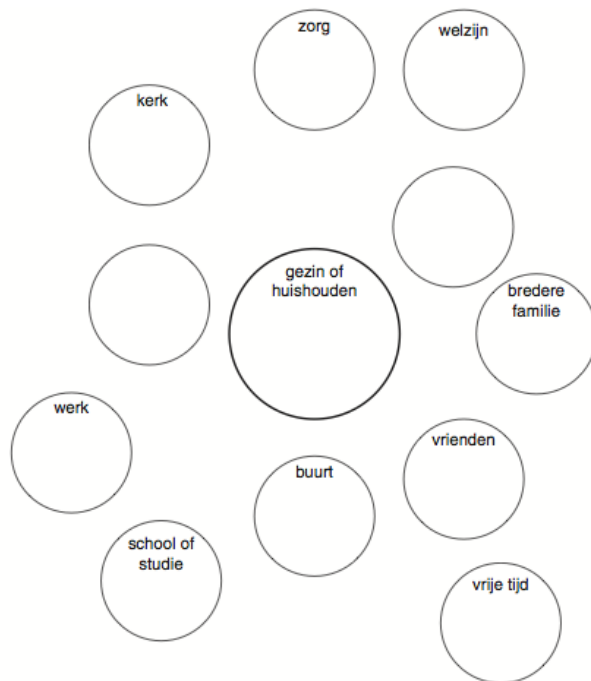 zorg
welzijn
kerk
gezin of
huishouden
bredere
familie
werk
vrienden
buurt
school of
studie
vrije tijd